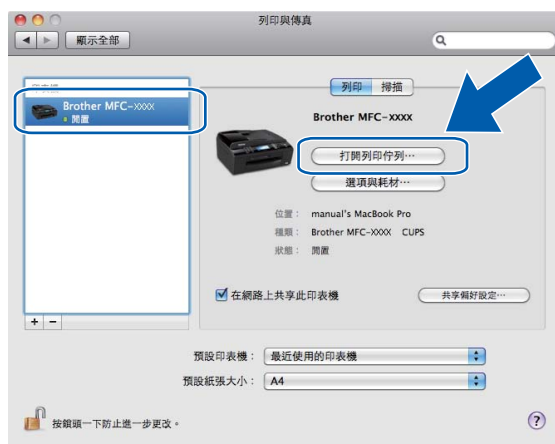 列印與傳真
顯示全部
列印 掃描
Brother MFC-XXXX
閒置
Brother MFC-XXXX
打開列印佇列…
選項與耗材…
位置： manual's MacBook Pro
種類： Brother MFC-XXXX CUPS
狀態： 閒置
在網路上共享此印表機
共享偏好設定…
+ −
預設印表機： 最近使用的印表機
預設紙張大小： A4
按鎖頭一下防止進一步更改。
?